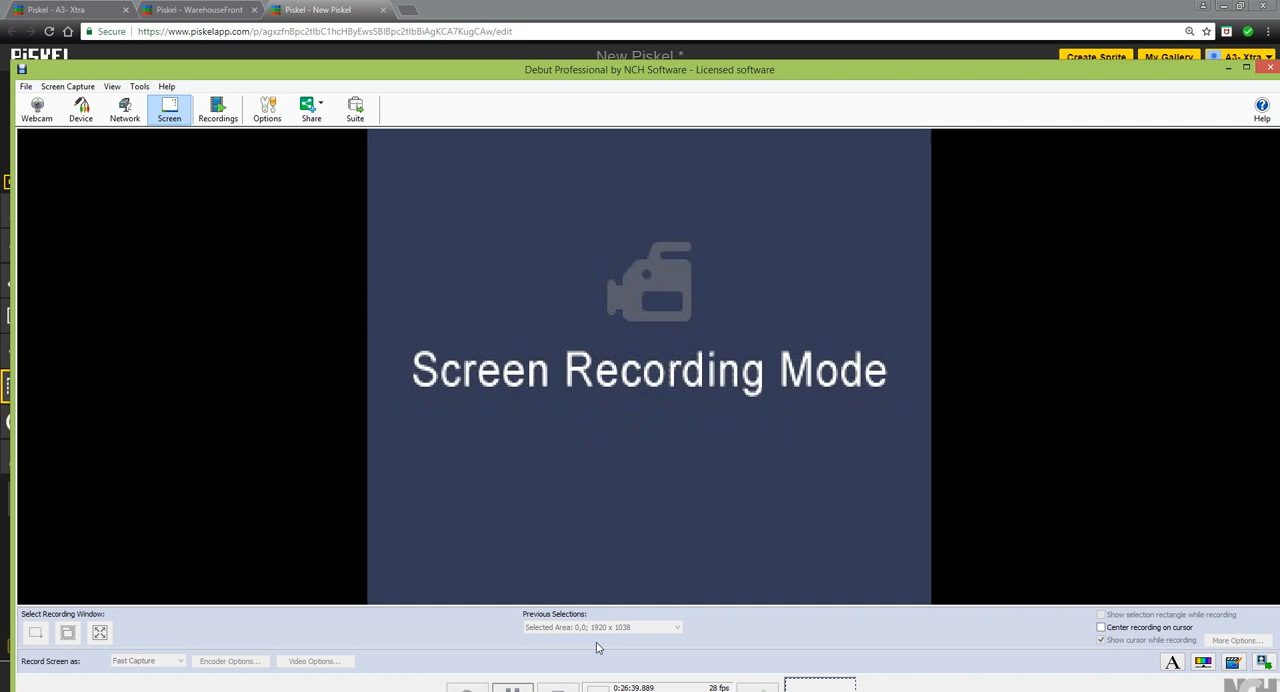 Piskel - A3- Xtra
Piskel - WarehouseFront
Piskel - New Piskel
Secure
https://www.piskelapp.com/p/agxzfnBpc2tlbC1hcHByEwsSBlBpc2tlbBiAgKCA7KugCAw/edit
PiSKEL
New Piskel *
Create Sprite
My Gallery
A3- Xtra
Debut Professional by NCH Software - Licensed software
File
Screen Capture
View
Tools
Help
Webcam
Device
Network
Screen
Recordings
Options
Share
Suite
Help
Screen Recording Mode
Select Recording Window:
Previous Selections:
Selected Area: 0,0; 1920 x 1038
Show selection rectangle while recording
Center recording on cursor
Show cursor while recording
More Options...
Record Screen as:
Fast Capture
Encoder Options...
Video Options...
A
0:26:39.889
28 fps
NCH